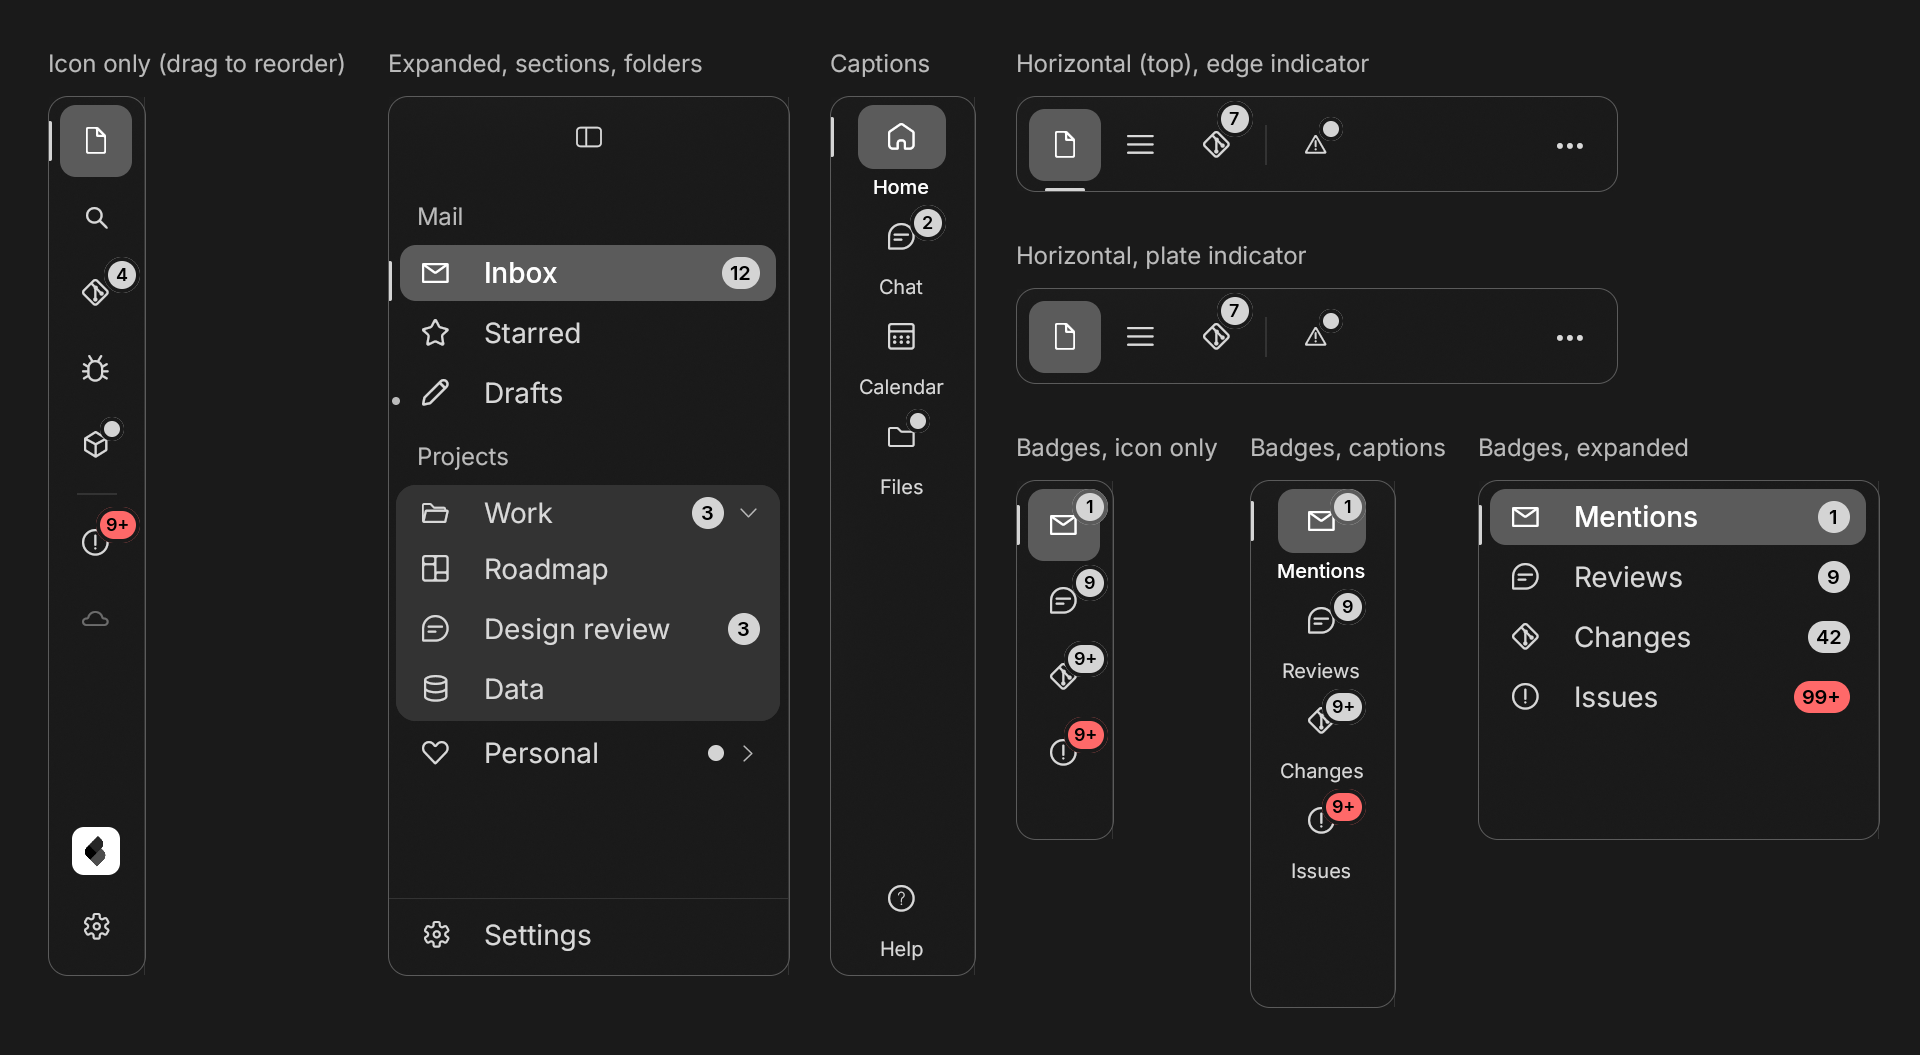 Icon only (drag to reorder)
4
9+
Expanded, sections, folders
Mail
Inbox 12
Starred
Drafts
Projects
Work 3
Roadmap
Design review 3
Data
Personal
Settings
Captions
Home
2
Chat
Calendar
Files
?
Help
Horizontal (top), edge indicator
7
Horizontal, plate indicator
7
Badges, icon only
1
9
9+
9+
Badges, captions
1
Mentions
9
Reviews
9+
Changes
9+
Issues
Badges, expanded
Mentions 1
Reviews 9
Changes 42
Issues 99+